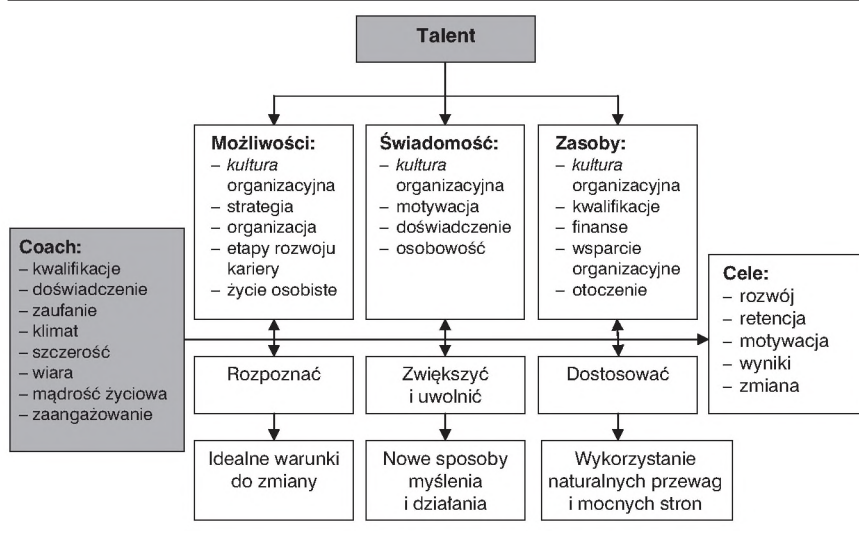 Talent
Możliwości:
– kultura
organizacyjna
– strategia
– organizacja
– etapy rozwoju
kariery
– życie osobiste
Świadomość:
– kultura
organizacyjna
– motywacja
– doświadczenie
– osobowość
Zasoby:
– kultura
organizacyjna
– kwalifikacje
– finanse
– wsparcie
organizacyjne
– otoczenie
Coach:
– kwalifikacje
– doświadczenie
– zaufanie
– klimat
– szczerość
– wiara
– mądrość życiowa
– zaangażowanie
Cele:
– rozwój
– retencja
– motywacja
– wyniki
– zmiana
Rozpoznać
Zwiększyć
i uwolnić
Dostosować
Idealne warunki
do zmiany
Nowe sposoby
myślenia
i działania
Wykorzystanie
naturalnych przewag
i mocnych stron